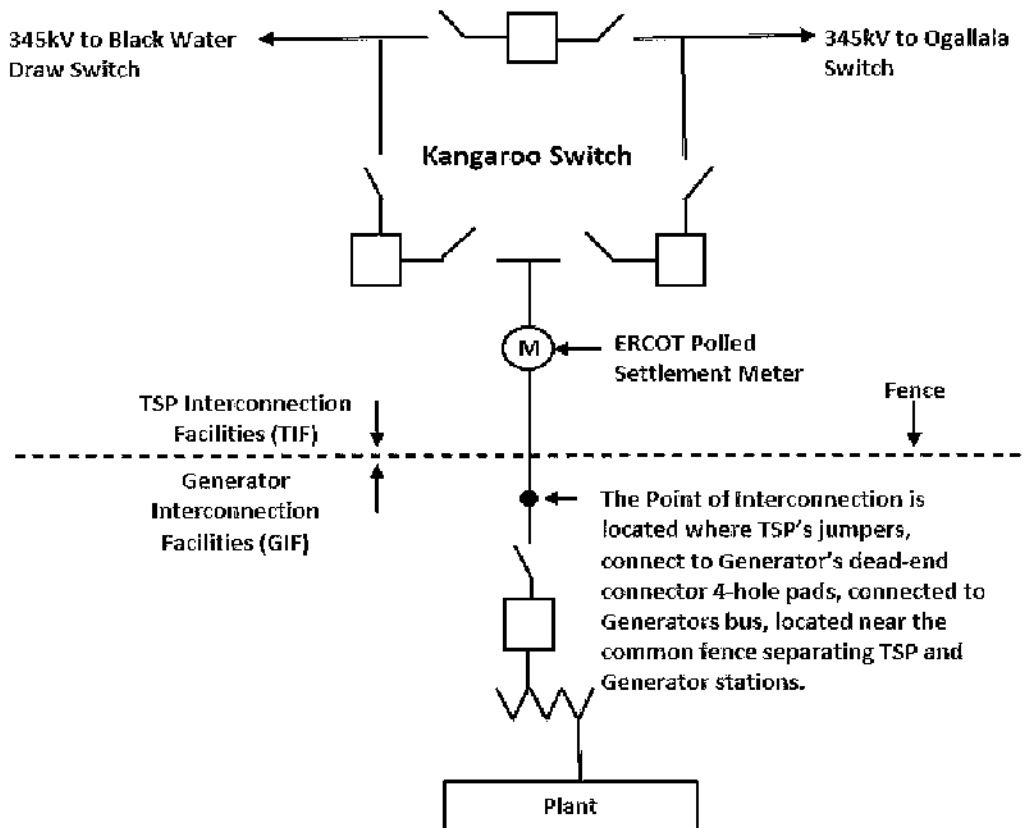 345kV to Black Water
Draw Switch
345kV to Ogallala
Switch
Kangaroo Switch
M
ERCOT Polled
Settlement Meter
TSP Interconnection
Facilities (TIF)
Fence
Generator
Interconnection
Facilities (GIF)
The Point of Interconnection is
located where TSP's jumpers,
connect to Generator's dead-end
connector 4-hole pads, connected to
Generators bus, located near the
common fence separating TSP and
Generator stations.
Plant